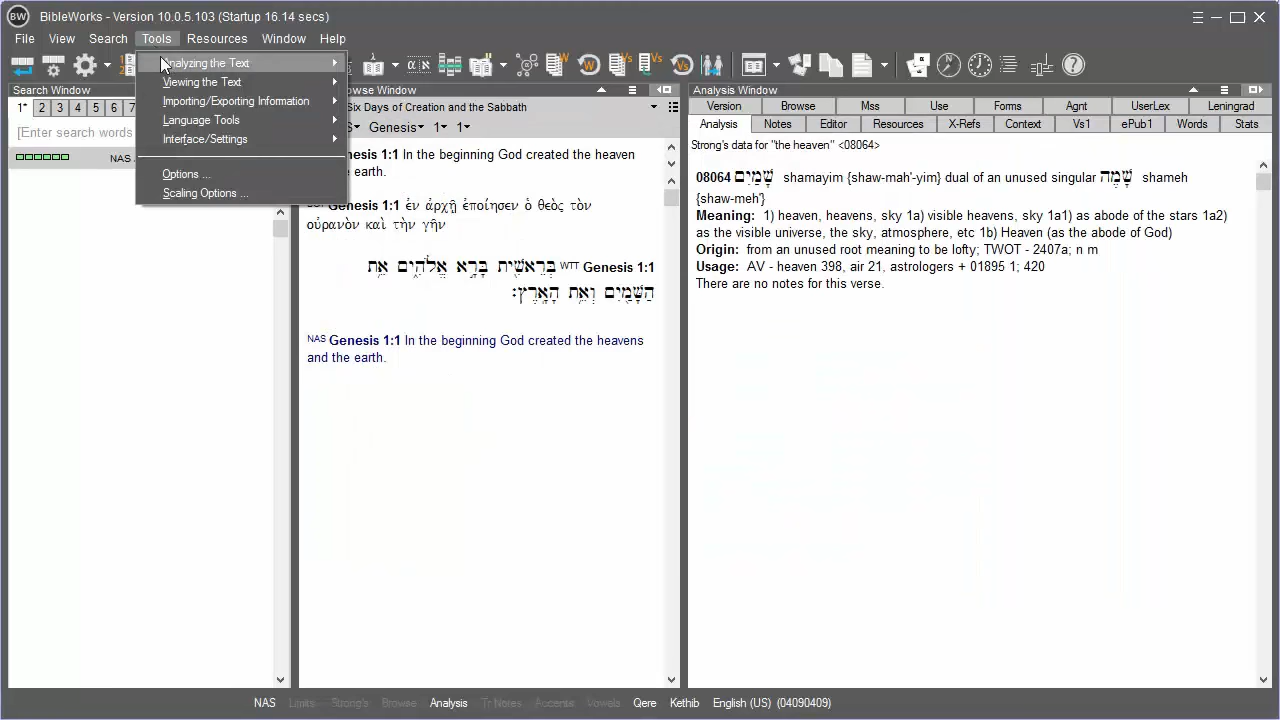 BW BibleWorks - Version 10.0.5.103 (Startup 16.14 secs)
File View Search Tools Resources Window Help
Analyzing the Text
Viewing the Text
Importing/Exporting Information
Language Tools
Interface/Settings
Options ...
Scaling Options ...
Search Window
1* 2 3 4 5 6 7
[Enter search words
NAS
Window
Six Days of Creation and the Sabbath
Genesis 1 1
Genesis 1:1 In the beginning God created the heaven
earth.
Genesis 1:1 ἐν ἀρχῇ ἐποίησεν ὁ θεὸς τὸν
οὐρανὸν καὶ τὴν γῆν
WTT Genesis 1:1 בְּרֵאשִׁ֖ית בָּרָ֣א אֱלֹהִ֑ים אֵ֥ת
הַשָּׁמַ֖יִם וְאֵ֥ת הָאָֽרֶץ׃
NAS Genesis 1:1 In the beginning God created the heavens
and the earth.
Analysis Window
Version Browse Mss Use Forms Agnt UserLex Leningrad
Analysis Notes Editor Resources X-Refs Context Vs1 ePub1 Words Stats
Strong's data for "the heaven" <08064>
08064 שָׁמַיִם shamayim {shaw-mah'-yim} dual of an unused singular שָׁמֶה shameh
{shaw-meh'}
Meaning: 1) heaven, heavens, sky 1a) visible heavens, sky 1a1) as abode of the stars 1a2)
as the visible universe, the sky, atmosphere, etc 1b) Heaven (as the abode of God)
Origin: from an unused root meaning to be lofty; TWOT - 2407a; n m
Usage: AV - heaven 398, air 21, astrologers + 01895 1; 420
There are no notes for this verse.
NAS Limits Strong's Browse Analysis Tr Notes Accents Vowels Qere Kethib English (US) (04090409)